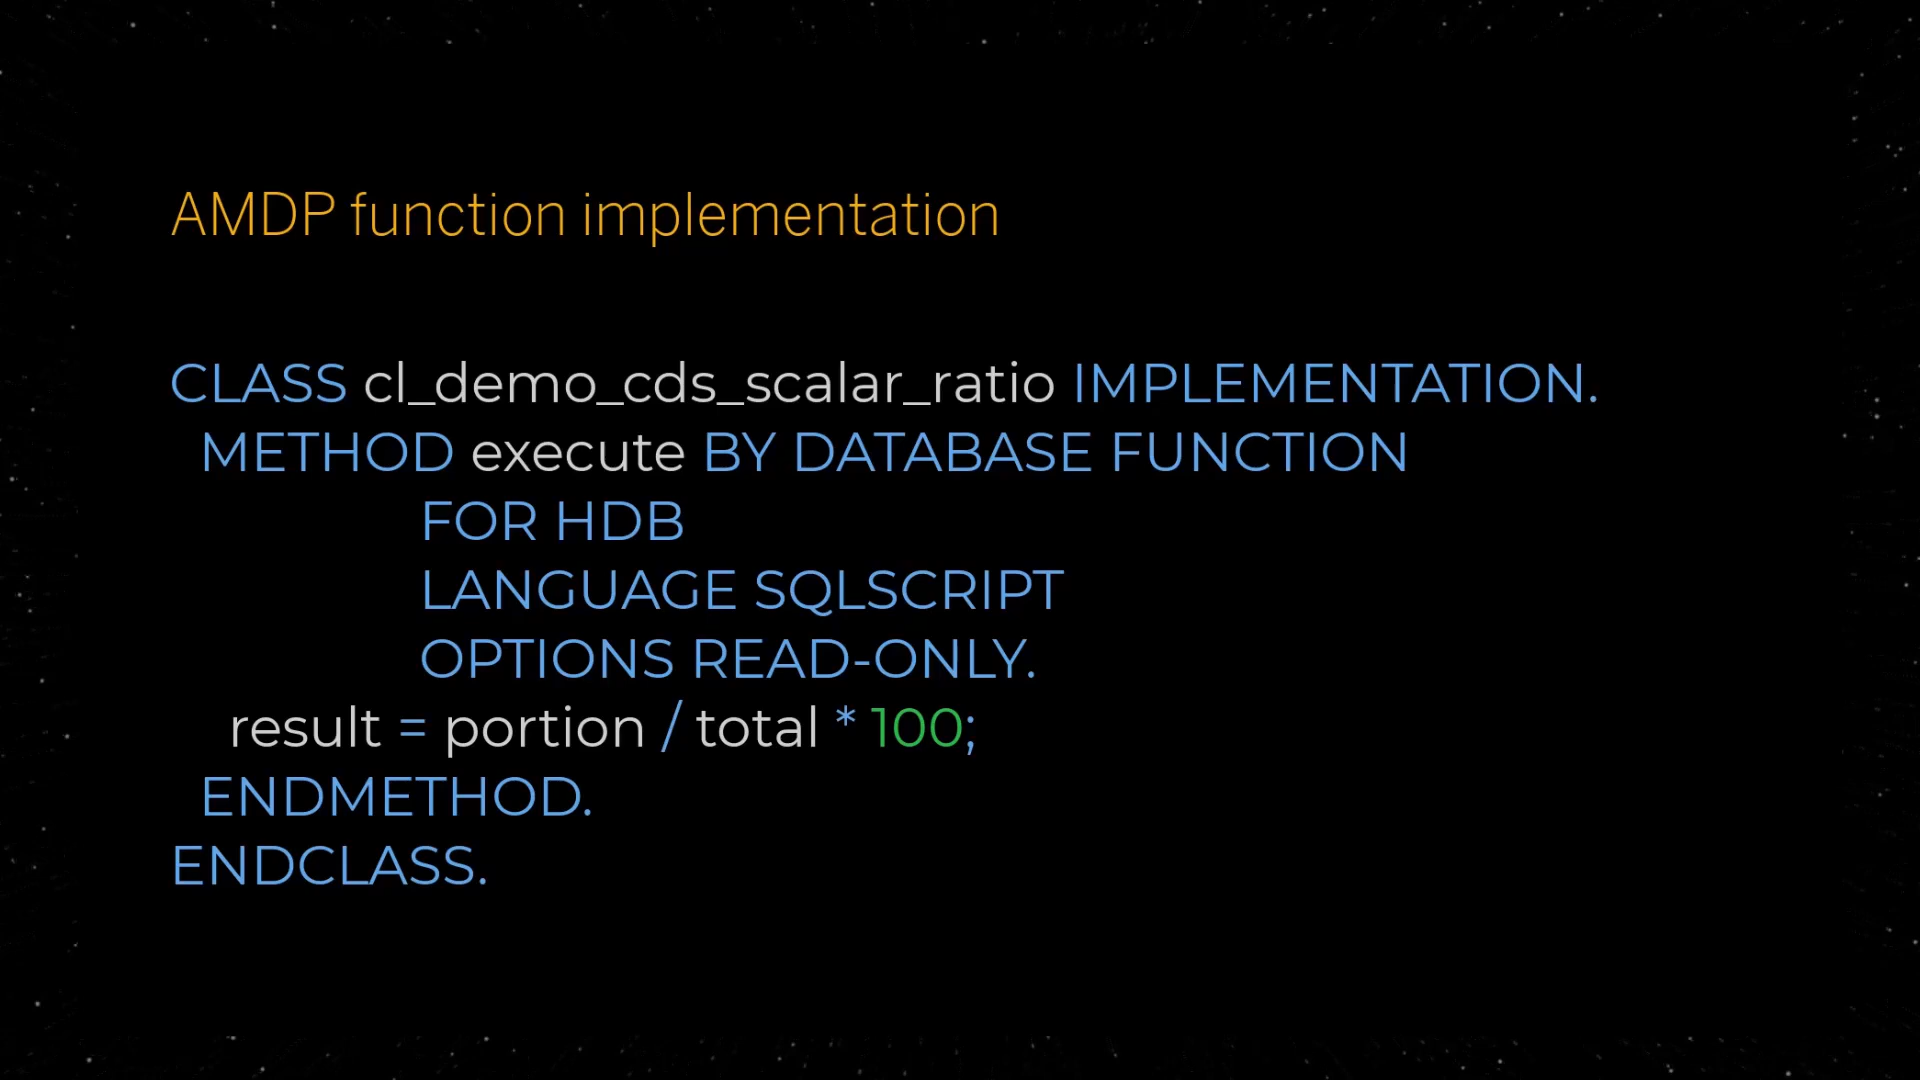 AMDP function implementation
CLASS cl_demo_cds_scalar_ratio IMPLEMENTATION.
METHOD execute BY DATABASE FUNCTION
FOR HDB
LANGUAGE SQLSCRIPT
OPTIONS READ-ONLY.
result = portion / total * 100;
ENDMETHOD.
ENDCLASS.